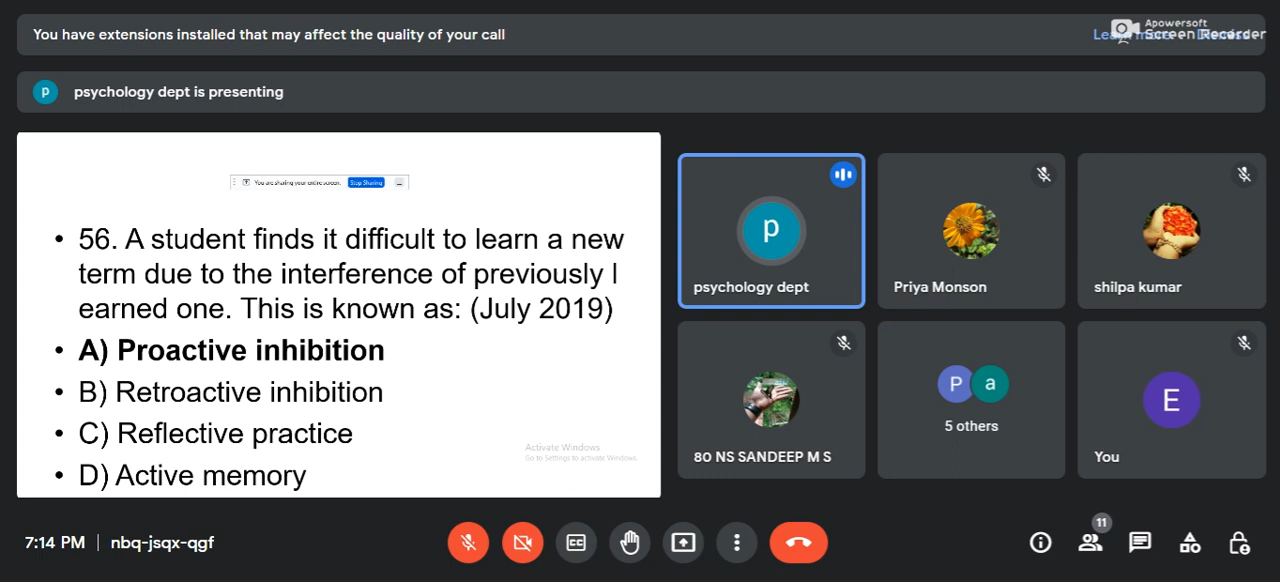 You have extensions installed that may affect the quality of your call
Apowersoft
Screen Recorder
p psychology dept is presenting
You are sharing your entire screen. Stop Sharing
• 56. A student finds it difficult to learn a new
term due to the interference of previously l
earned one. This is known as: (July 2019)
• A) Proactive inhibition
• B) Retroactive inhibition
• C) Reflective practice
• D) Active memory
Activate Windows
Go to Settings to activate Windows.
p
psychology dept
Priya Monson
shilpa kumar
80 NS SANDEEP M S
P a
5 others
E
You
7:14 PM | nbq-jsqx-qgf
CC
11